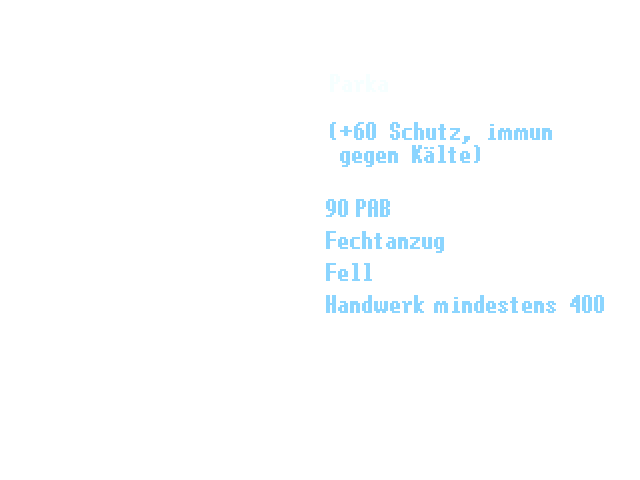 Parka
(+60 Schutz, immun
gegen Kälte)
90 PAB
Fechtanzug
Fell
Handwerk mindestens 400